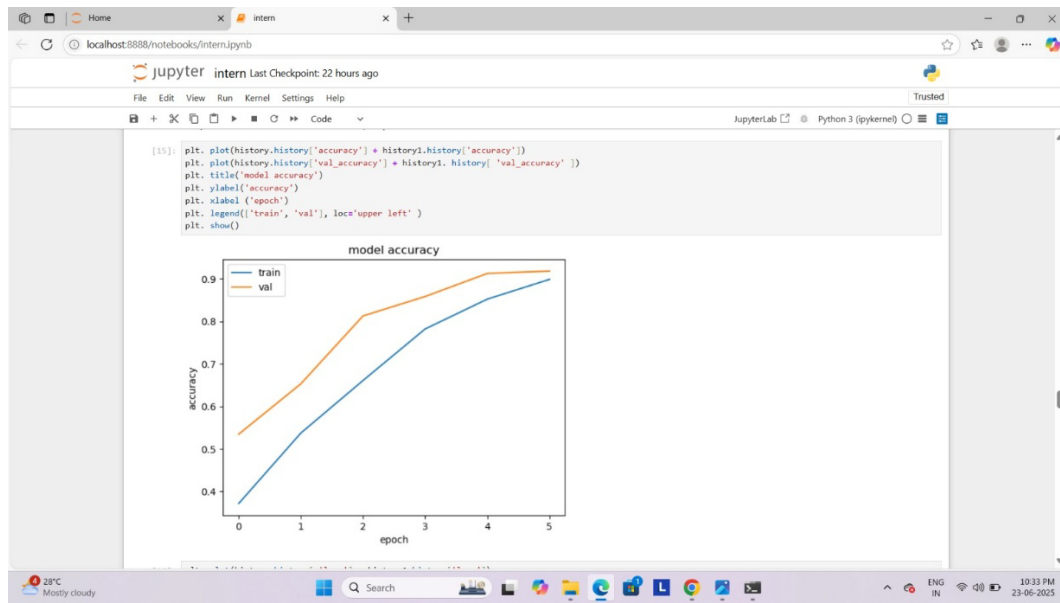 Home
intern
localhost:8888/notebooks/intern.ipynb
jupyter intern Last Checkpoint: 22 hours ago
File Edit View Run Kernel Settings Help
Trusted
Code
JupyterLab
Python 3 (ipykernel)
[15]: plt. plot(history.history['accuracy'] + history1.history['accuracy'])
plt. plot(history.history['val_accuracy'] + history1. history[ 'val_accuracy' ])
plt. title('model accuracy')
plt. ylabel('accuracy')
plt. xlabel ('epoch')
plt. legend(['train', 'val'], loc='upper left' )
plt. show()
model accuracy
train
val
0.9
0.8
0.7
0.6
0.5
0.4
accuracy
0 1 2 3 4 5
epoch
28°C
Mostly cloudy
Search
ENG
IN
10:33 PM
23-06-2025